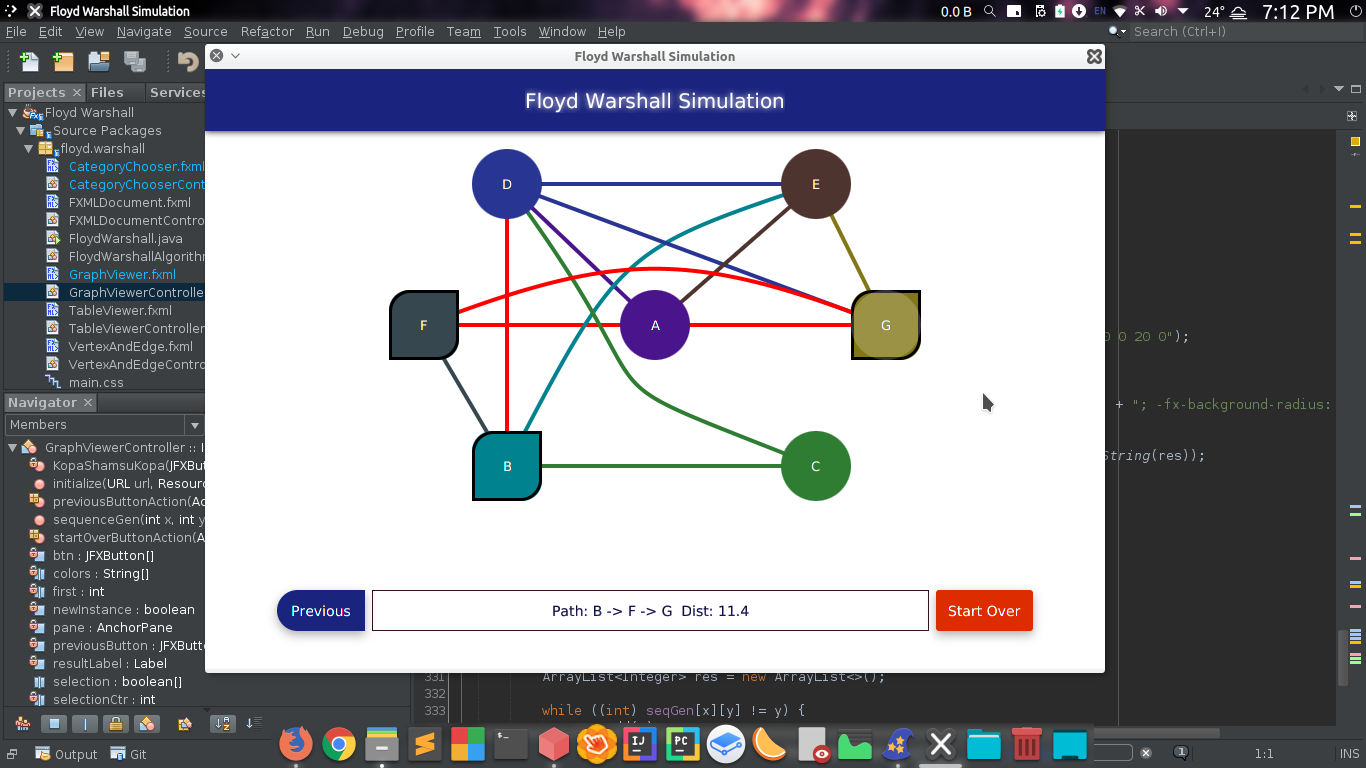 Floyd Warshall Simulation
0.0 B
EN
24°
7:12 PM
File Edit View Navigate Source Refactor Run Debug Profile Team Tools Window Help
Search (Ctrl+I)
Floyd Warshall Simulation
Projects Files Services
Floyd Warshall Simulation
Floyd Warshall
Source Packages
floyd.warshall
CategoryChooser.fxml
CategoryChooserCont
FXMLDocument.fxml
FXMLDocumentContro
FloydWarshall.java
FloydWarshallAlgorith
GraphViewer.fxml
GraphViewerControlle
TableViewer.fxml
TableViewerController
VertexAndEdge.fxml
VertexAndEdgeContro
main.css
D
E
F
A
G
B
C
0 0 20 0");
+ "; -fx-background-radius:
String(res));
Navigator
Members
GraphViewerController :: I
KopaShamsuKopa(JFXBut
initialize(URL url, Resourc
previousButtonAction(Ac
sequenceGen(int x, int y
startOverButtonAction(A
btn : JFXButton[]
colors : String[]
first : int
newInstance : boolean
pane : AnchorPane
previousButton : JFXButto
resultLabel : Label
selection : boolean[]
selectionCtr : int
Previous
Path: B -> F -> G Dist: 11.4
Start Over
331 ArrayList<Integer> res = new ArrayList<>();
332
333 while ((int) seqGen[x][y] != y) {
Output Git
IJ
PC
1
1:1
INS